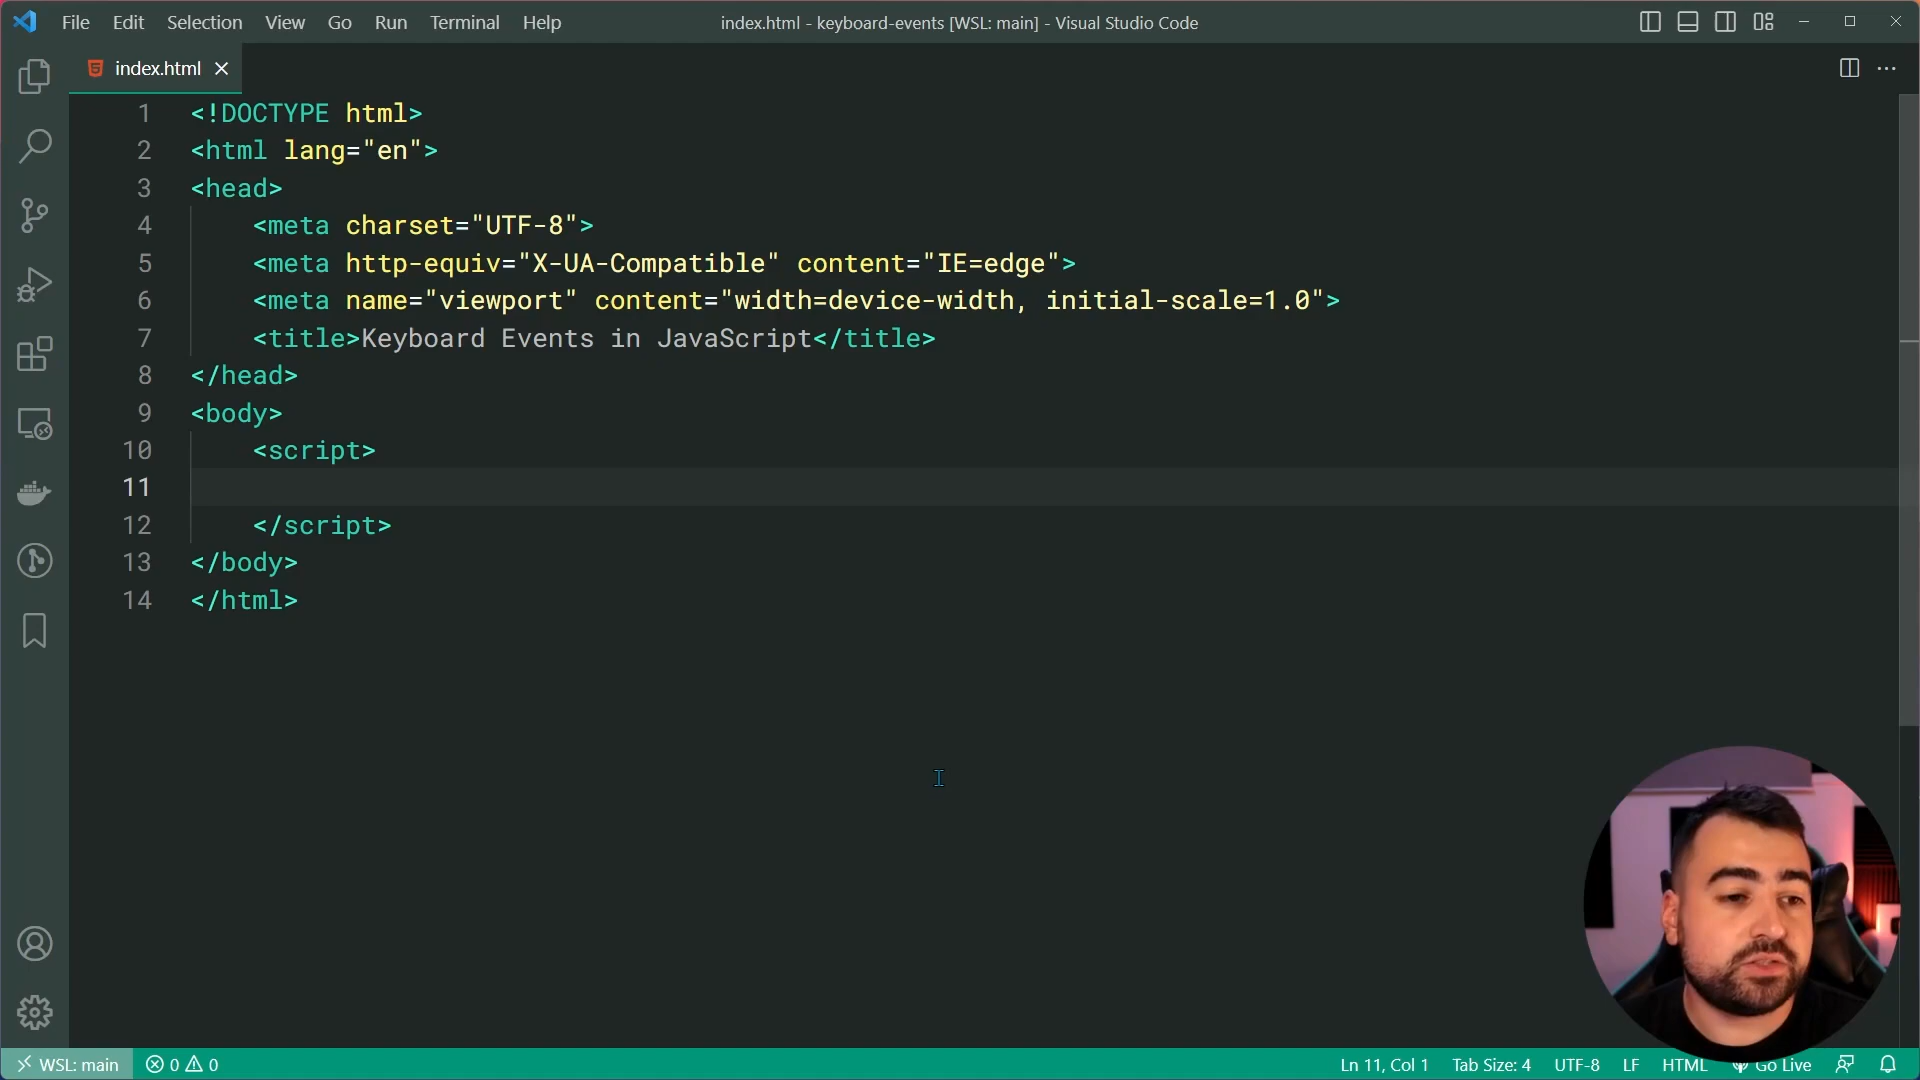 File Edit Selection View Go Run Terminal Help
index.html - keyboard-events [WSL: main] - Visual Studio Code
index.html
1 <!DOCTYPE html>
2 <html lang="en">
3 <head>
4     <meta charset="UTF-8">
5     <meta http-equiv="X-UA-Compatible" content="IE=edge">
6     <meta name="viewport" content="width=device-width, initial-scale=1.0">
7     <title>Keyboard Events in JavaScript</title>
8 </head>
9 <body>
10     <script>
11
12     </script>
13 </body>
14 </html>
WSL: main 0 0 Ln 11, Col 1 Tab Size: 4 UTF-8 LF HTML Go Live